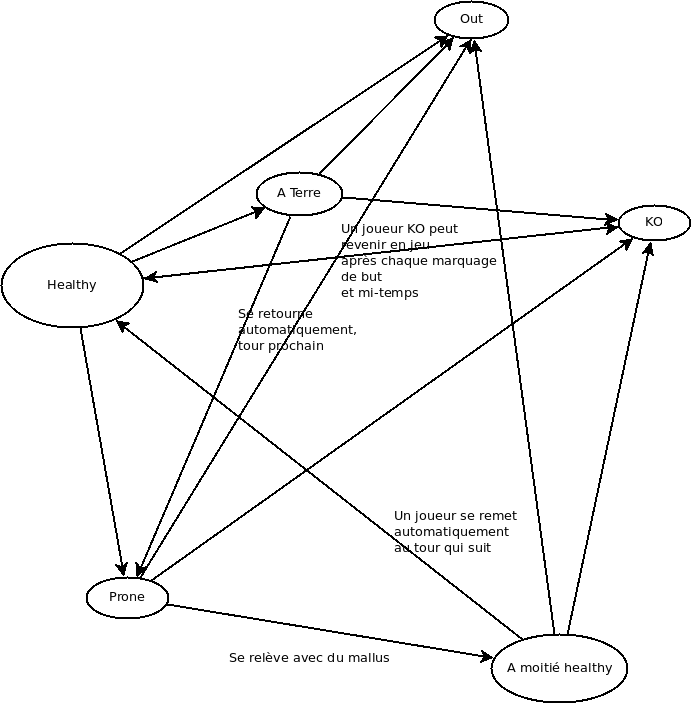 Out
A Terre
KO
Un joueur KO peut
revenir en jeu
après chaque marquage
de but
et mi-temps
Healthy
Se retourne
automatiquement,
tour prochain
Un joueur se remet
automatiquement
au tour qui suit
Prone
Se relève avec du mallus
A moitié healthy